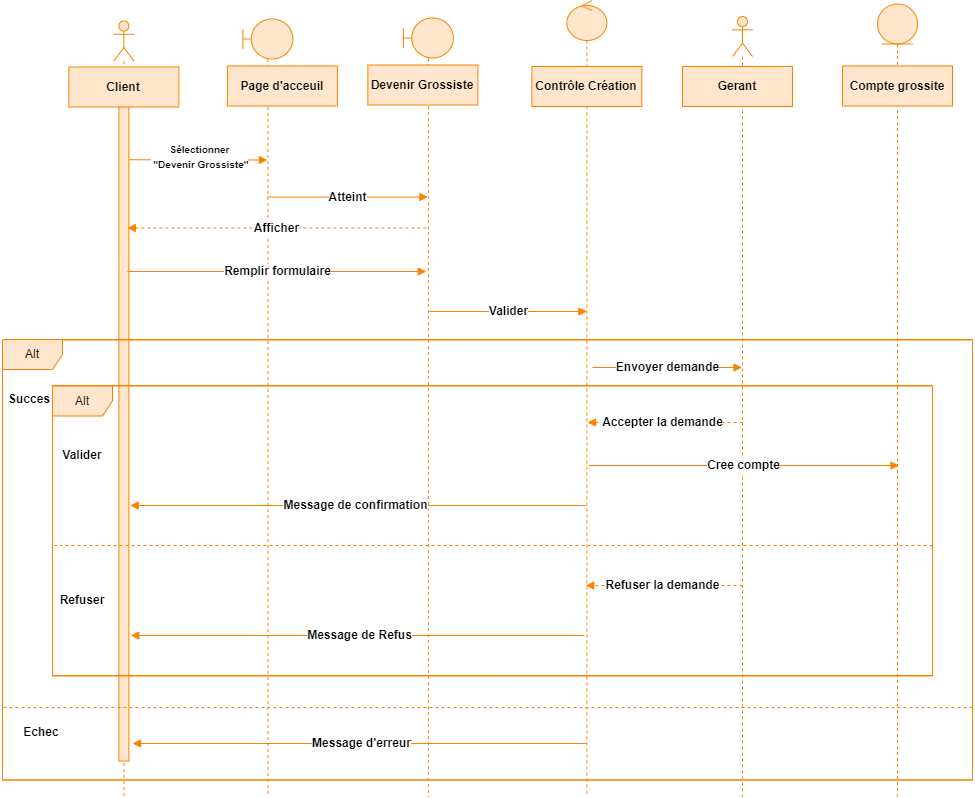 Client
Page d'acceuil
Devenir Grossiste
Contrôle Création
Gerant
Compte grossite
Sélectionner
"Devenir Grossiste"
Atteint
Afficher
Remplir formulaire
Valider
Alt
Envoyer demande
Succes
Alt
Accepter la demande
Valider
Cree compte
Message de confirmation
Refuser la demande
Refuser
Message de Refus
Echec
Message d'erreur